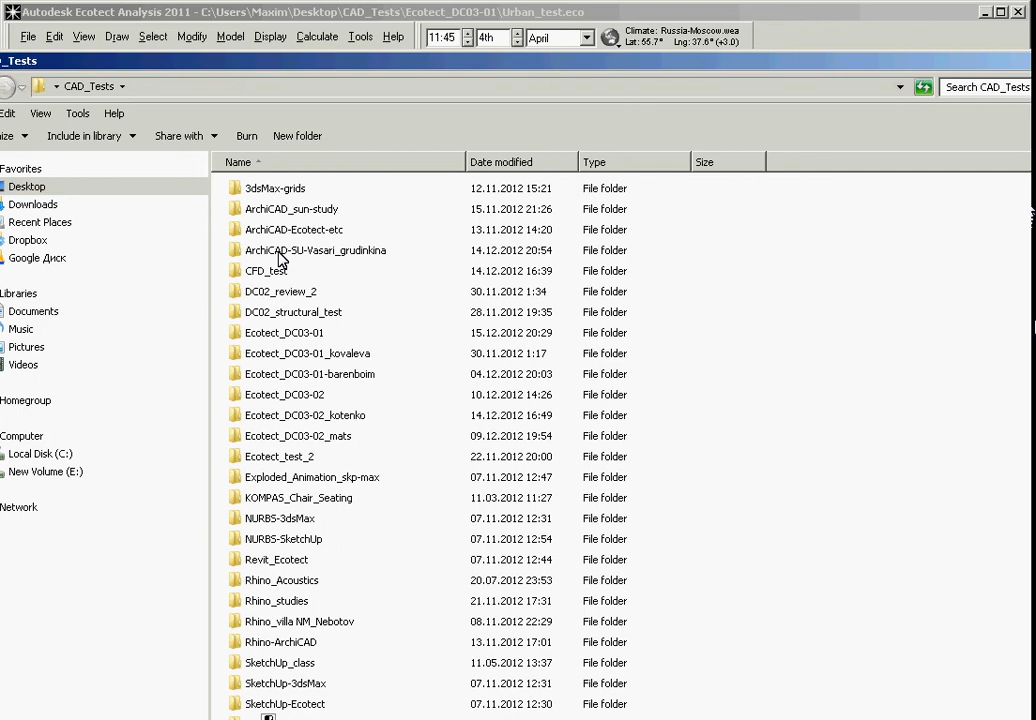 Autodesk Ecotect Analysis 2011 - C:\Users\Maxim\Desktop\CAD_Tests\Ecotect_DC03-01\Urban_test.eco
File Edit View Draw Select Modify Model Display Calculate Tools Help 11:45 4th April Climate: Russia-Moscow.wea
Lat: 55.7° Lng: 37.6° (+3.0)
_Tests
CAD_Tests Search CAD_Tests
Edit View Tools Help
Include in library Share with Burn New folder
Name Date modified Type Size
Favorites
Desktop
Downloads
Recent Places
Dropbox
Google Диск
Libraries
Documents
Music
Pictures
Videos
Homegroup
Computer
Local Disk (C:)
New Volume (E:)
Network
3dsMax-grids 12.11.2012 15:21 File folder
ArchiCAD_sun-study 15.11.2012 21:26 File folder
ArchiCAD-Ecotect-etc 13.11.2012 14:20 File folder
ArchiCAD-SU-Vasari_grudinkina 14.12.2012 20:54 File folder
CFD_test 14.12.2012 16:39 File folder
DC02_review_2 30.11.2012 1:34 File folder
DC02_structural_test 28.11.2012 19:35 File folder
Ecotect_DC03-01 15.12.2012 20:29 File folder
Ecotect_DC03-01_kovaleva 30.11.2012 1:17 File folder
Ecotect_DC03-01-barenboim 04.12.2012 20:03 File folder
Ecotect_DC03-02 10.12.2012 14:26 File folder
Ecotect_DC03-02_kotenko 14.12.2012 16:49 File folder
Ecotect_DC03-02_mats 09.12.2012 19:54 File folder
Ecotect_test_2 22.11.2012 20:00 File folder
Exploded_Animation_skp-max 07.11.2012 12:47 File folder
KOMPAS_Chair_Seating 11.03.2012 11:27 File folder
NURBS-3dsMax 07.11.2012 12:31 File folder
NURBS-SketchUp 07.11.2012 12:54 File folder
Revit_Ecotect 07.11.2012 12:44 File folder
Rhino_Acoustics 20.07.2012 23:53 File folder
Rhino_studies 21.11.2012 17:31 File folder
Rhino_villa NM_Nebotov 08.11.2012 22:29 File folder
Rhino-ArchiCAD 13.11.2012 17:01 File folder
SketchUp_class 11.05.2012 13:37 File folder
SketchUp-3dsMax 07.11.2012 12:31 File folder
SketchUp-Ecotect 07.11.2012 12:30 File folder